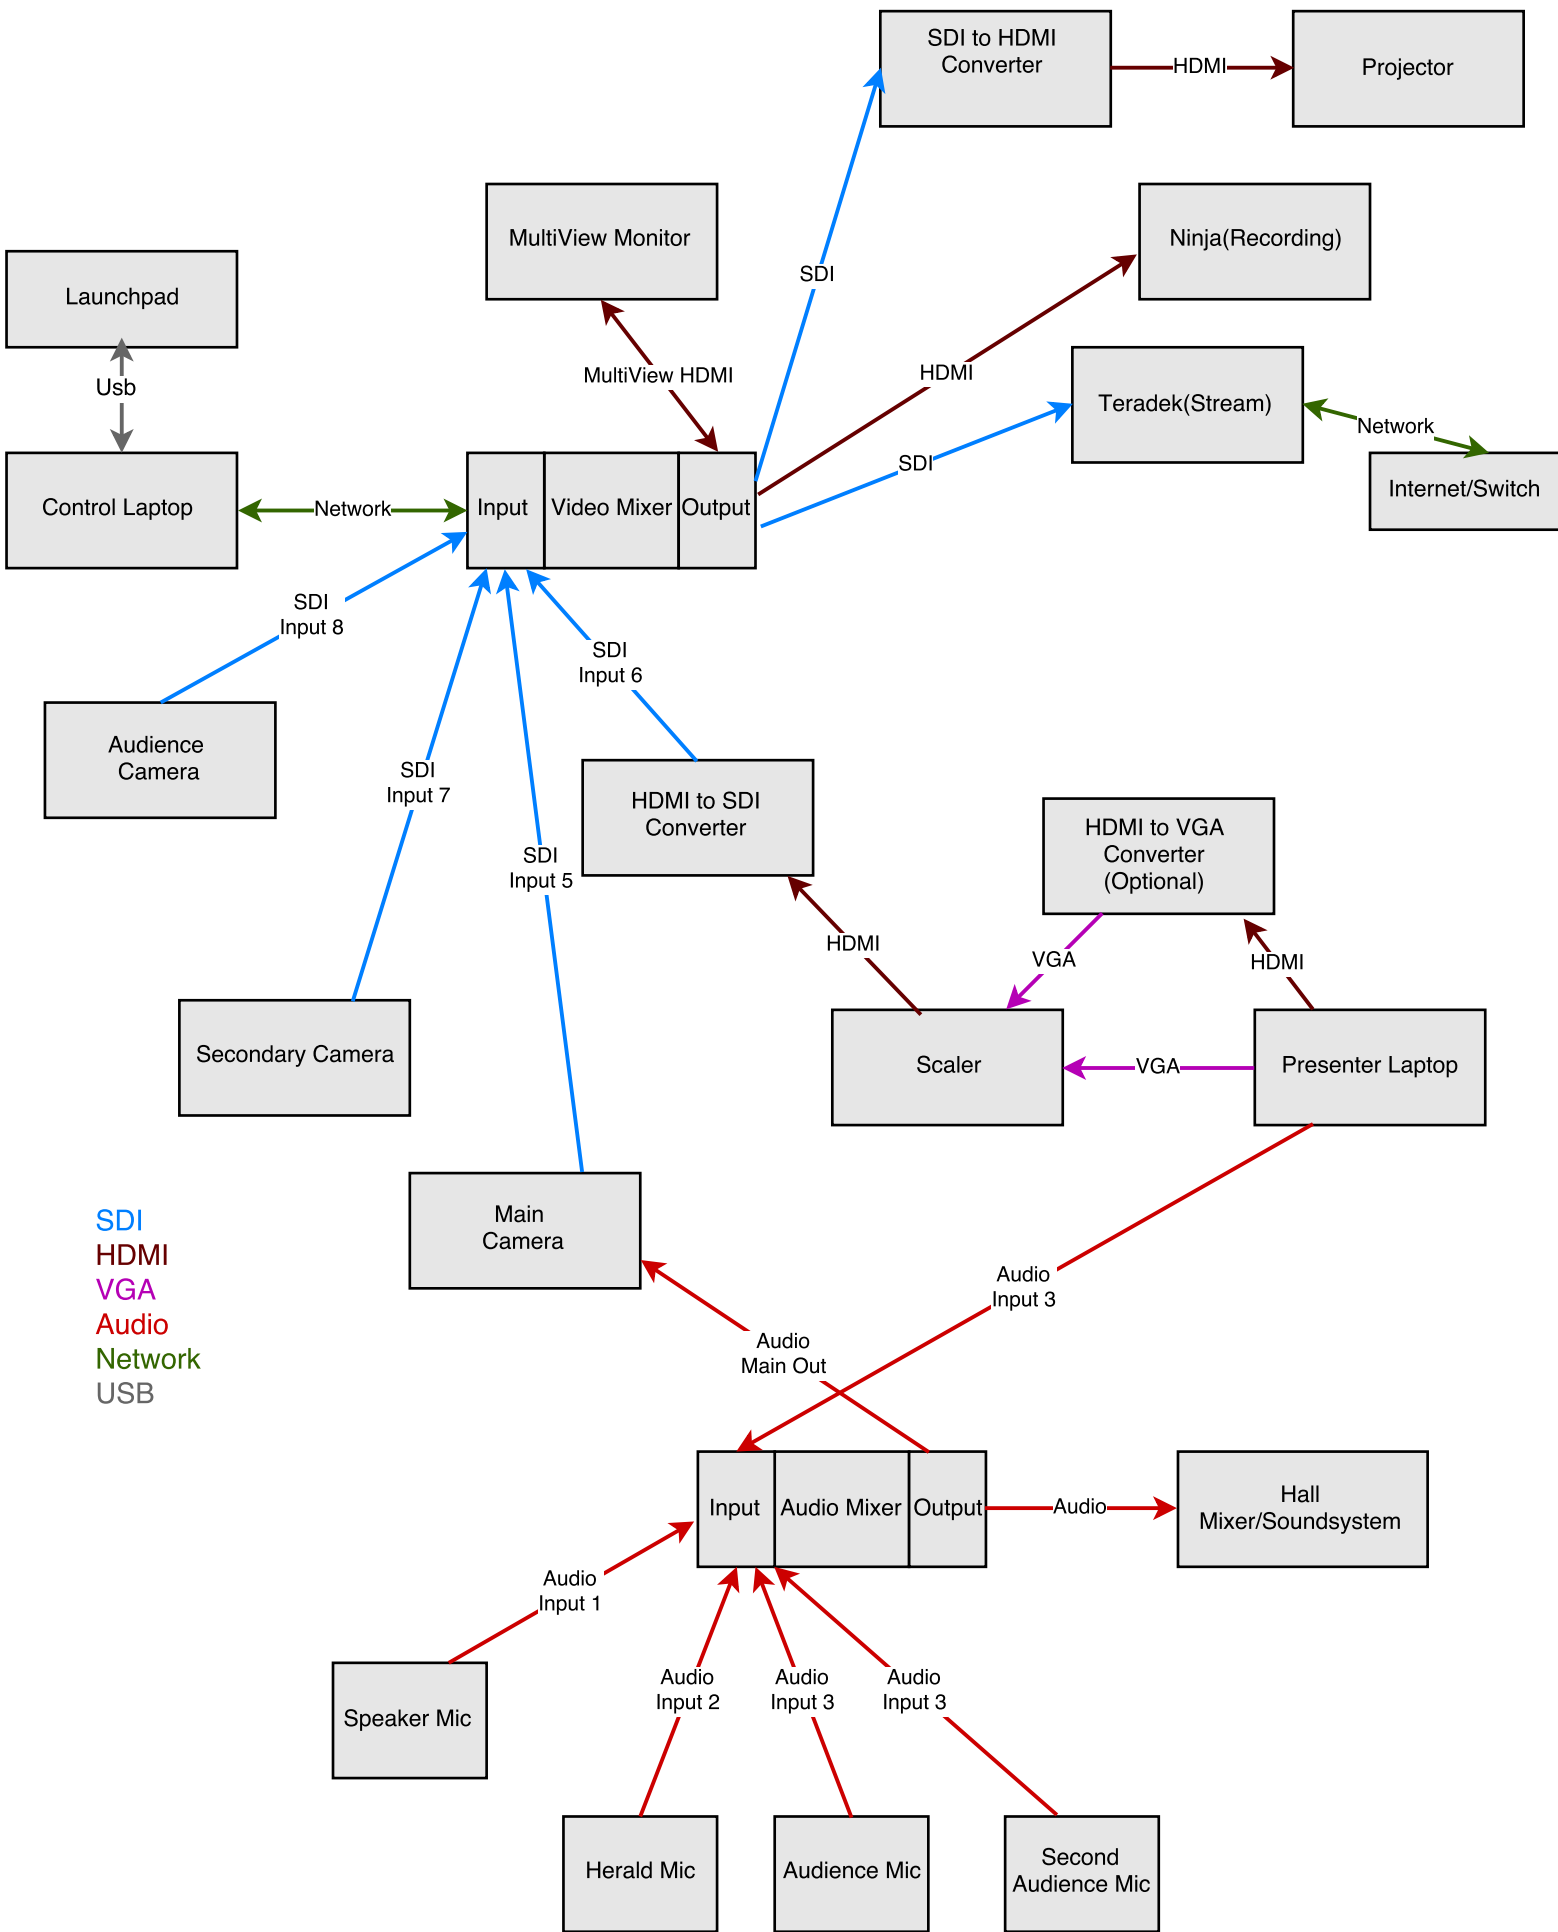 SDI to HDMI
Converter
HDMI
Projector
MultiView Monitor
Ninja(Recording)
SDI
Launchpad
Usb
MultiView HDMI
HDMI
Teradek(Stream)
Network
SDI
Internet/Switch
Control Laptop
Network
Input
Video Mixer
Output
SDI
Input 8
SDI
Input 6
Audience
Camera
SDI
Input 7
HDMI to SDI
Converter
SDI
Input 5
HDMI to VGA
Converter
(Optional)
HDMI
VGA
HDMI
Secondary Camera
Scaler
VGA
Presenter Laptop
Main
Camera
SDI
HDMI
VGA
Audio
Network
USB
Audio
Input 3
Audio
Main Out
Input
Audio Mixer
Output
Audio
Hall
Mixer/Soundsystem
Audio
Input 1
Speaker Mic
Audio
Input 2
Audio
Input 3
Audio
Input 3
Herald Mic
Audience Mic
Second
Audience Mic